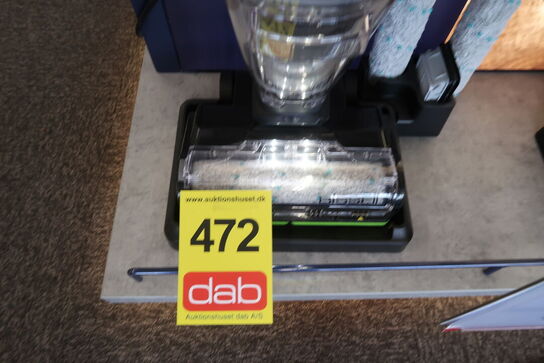 www.auktionshuset.dk
472
dab
Auktionshuset dab A/S